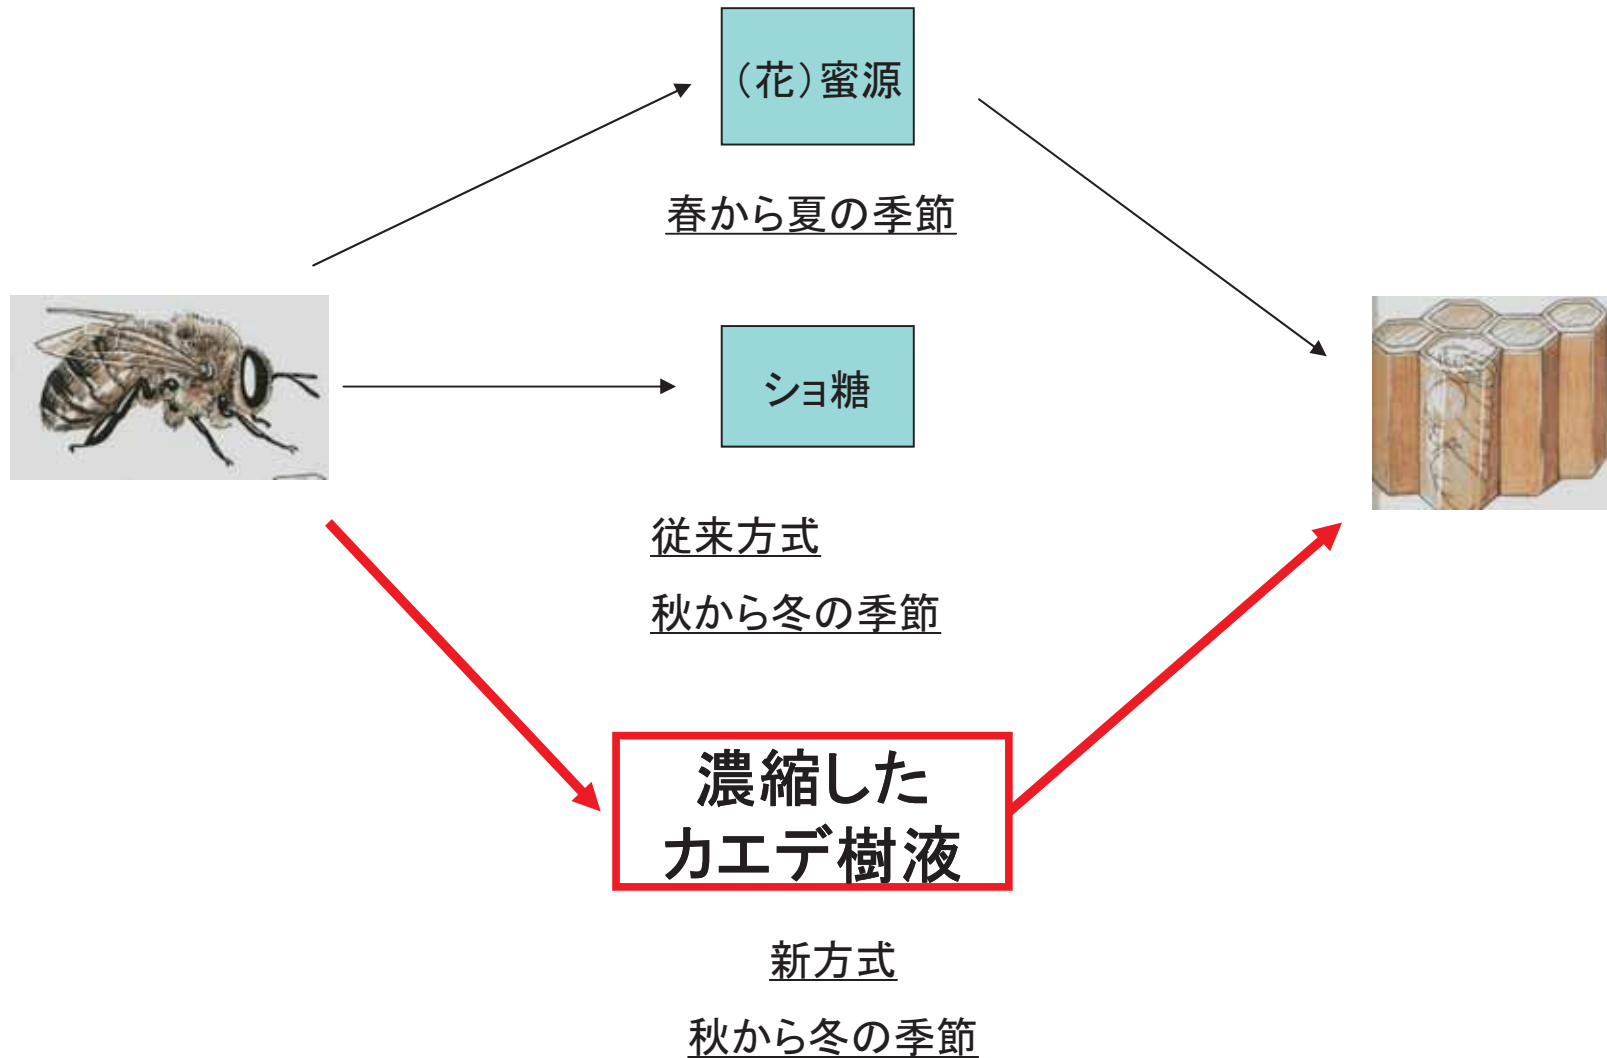 （花）蜜源
春から夏の季節
ショ糖
従来方式
秋から冬の季節
濃縮した
カエデ樹液
新方式
秋から冬の季節